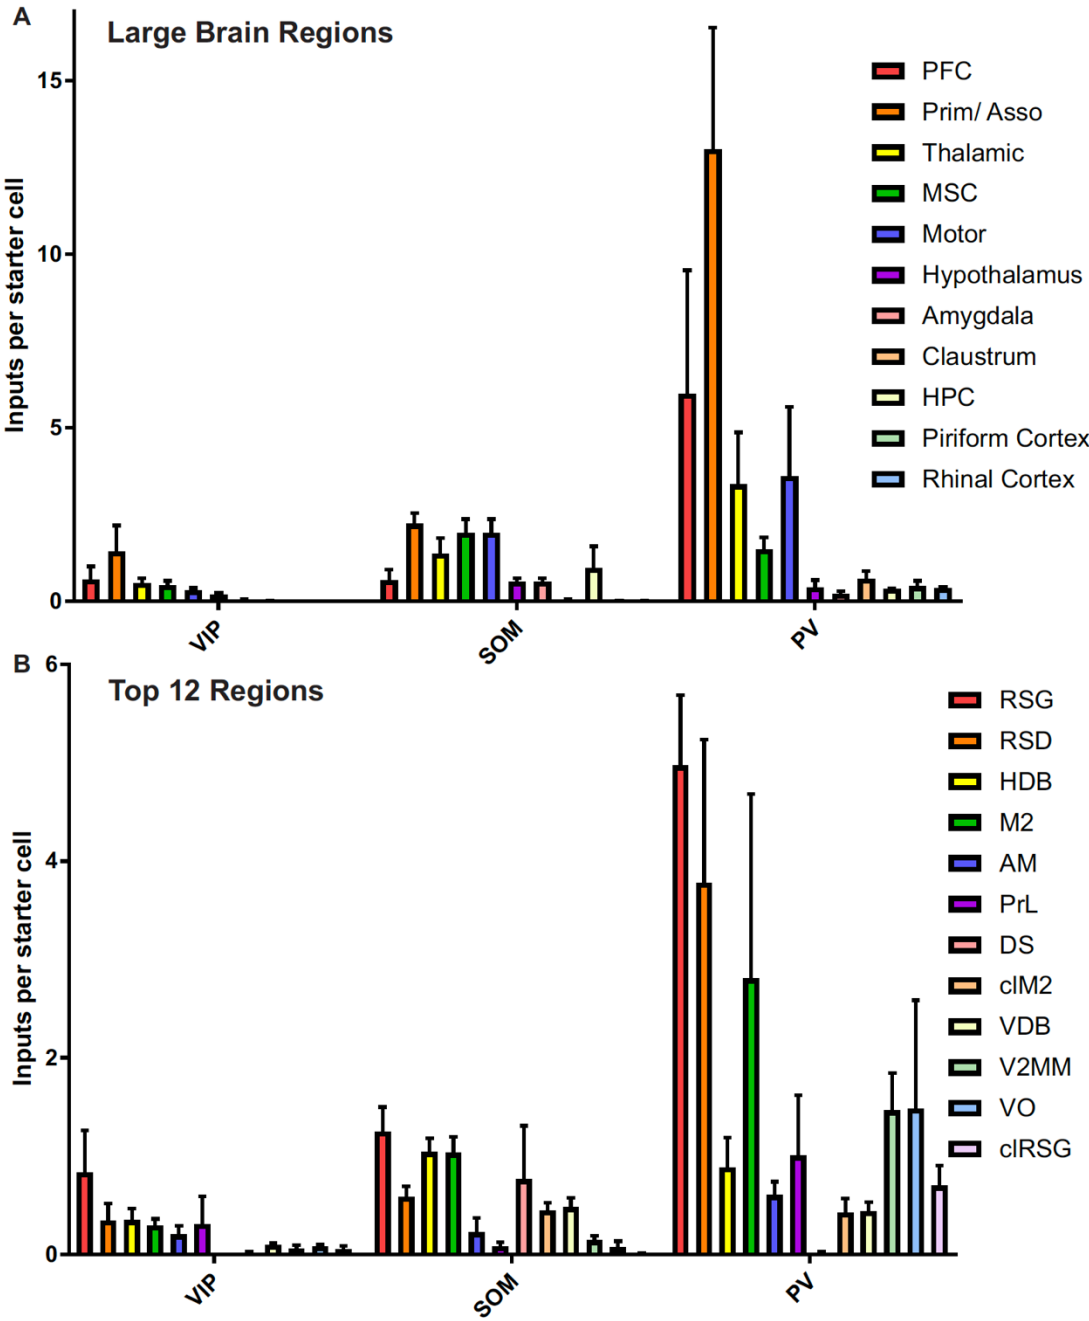 A
Large Brain Regions
Inputs per starter cell
15
10
5
0
VIP
SOM
PV
PFC
Prim/ Asso
Thalamic
MSC
Motor
Hypothalamus
Amygdala
Claustrum
HPC
Piriform Cortex
Rhinal Cortex
B
Top 12 Regions
Inputs per starter cell
6
4
2
0
VIP
SOM
PV
RSG
RSD
HDB
M2
AM
PrL
DS
clM2
VDB
V2MM
VO
clRSG